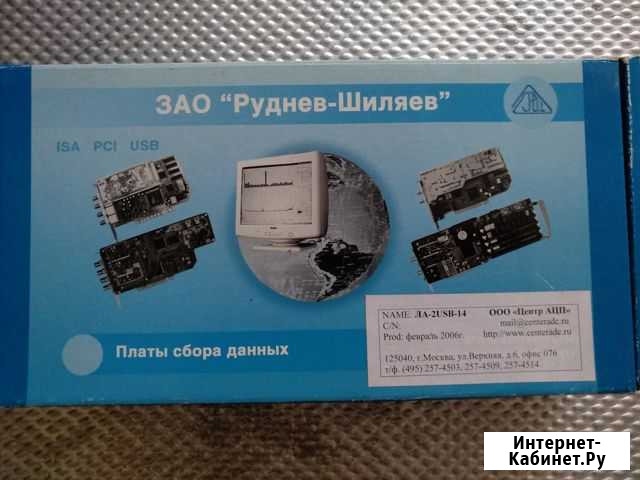 ЗАО "Руднев-Шиляев"
ISA PCI USB
Платы сбора данных
NAME: ЛА-2USB-14 ООО «Центр АЦП»
C/N: mail@centeradc.ru
Prod: февраль 2006г. http://www.centeradc.ru
125040, г.Москва, ул.Верхняя, д.6, офис 076
т/ф. (495) 257-4503, 257-4509, 257-4514
Интернет-
Кабинет.Ру